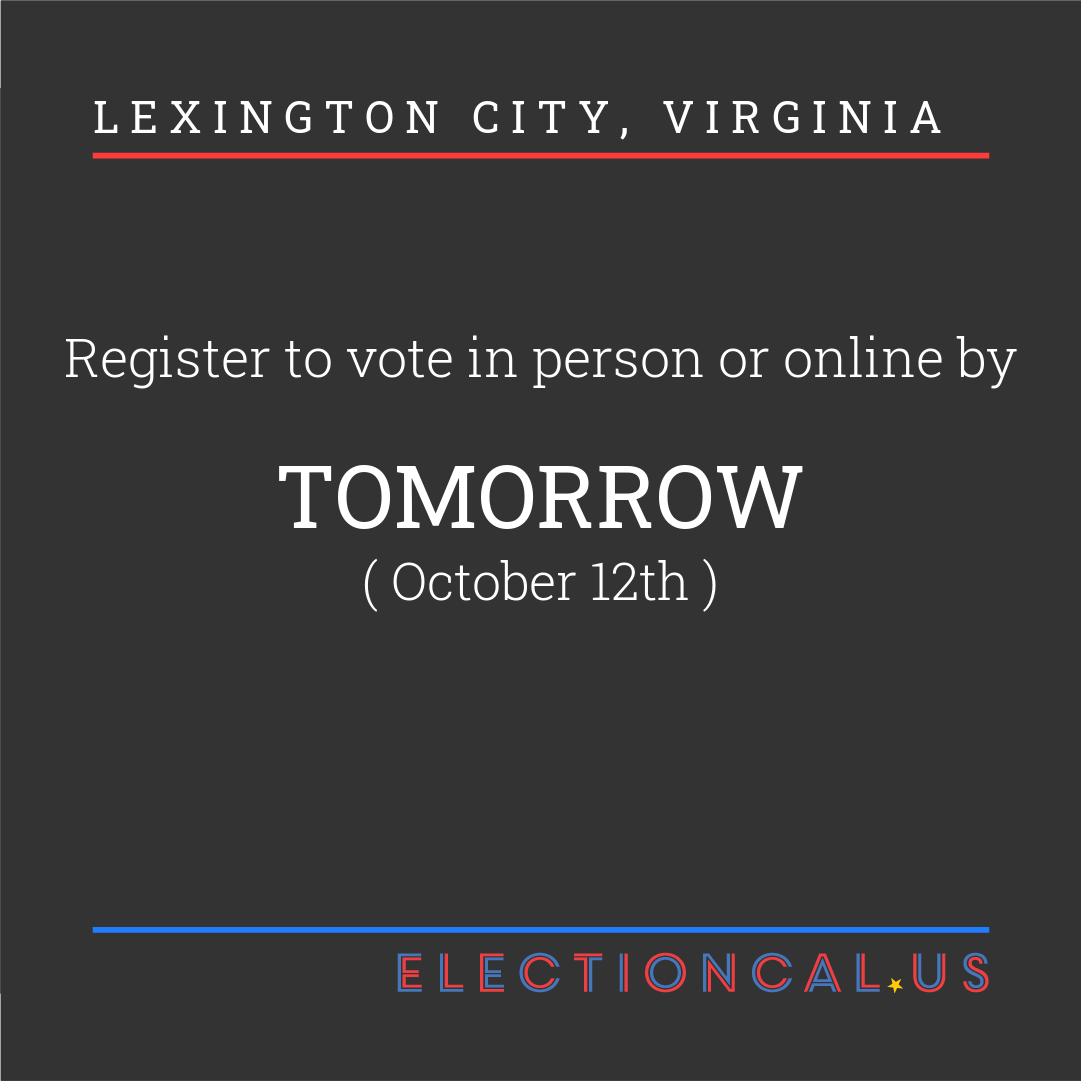 LEXINGTON CITY, VIRGINIA
Register to vote in person or online by
TOMORROW
( October 12th )
ELECTIONCAL.US